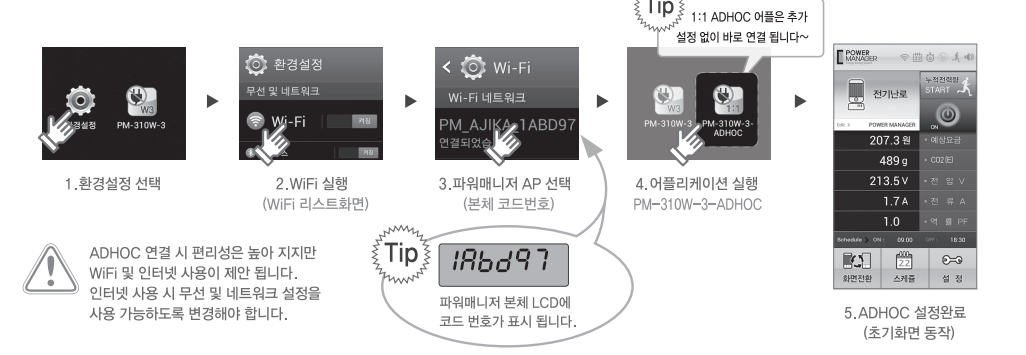 Tip
1:1 ADHOC 어플은 추가
설정 없이 바로 연결 됩니다~
환경설정
W3
PM-310W-3
1.환경설정 선택
환경설정
무선 및 네트워크
Wi-Fi
켜짐
켜짐
2.WiFi 실행
(WiFi 리스트화면)
Wi-Fi
Wi-Fi 네트워크
PM_AJIKA-1ABD97
연결되었습
3.파워매니저 AP 선택
(본체 코드번호)
W3
PM-310W-3
1:1
PM-310W-3-
ADHOC
4.어플리케이션 실행
PM-310W-3-ADHOC
POWER
MANAGER
전기난로
누적전력량
START
Edit >
POWER MANAGER
ON
207.3 원
• 예상요금
489 g
• CO2(E)
213.5 V
• 전 압 V
1.7 A
• 전 류 A
1.0
• 역 률 PF
Schedule > ON : 09:00 OFF : 18:30
22
화면전환
스케쥴
설 정
5.ADHOC 설정완료
(초기화면 동작)
ADHOC 연결 시 편리성은 높아 지지만
WiFi 및 인터넷 사용이 제안 됩니다.
인터넷 사용 시 무선 및 네트워크 설정을
사용 가능하도록 변경해야 합니다.
Tip
1Abd97
파워매니저 본체 LCD에
코드 번호가 표시 됩니다.